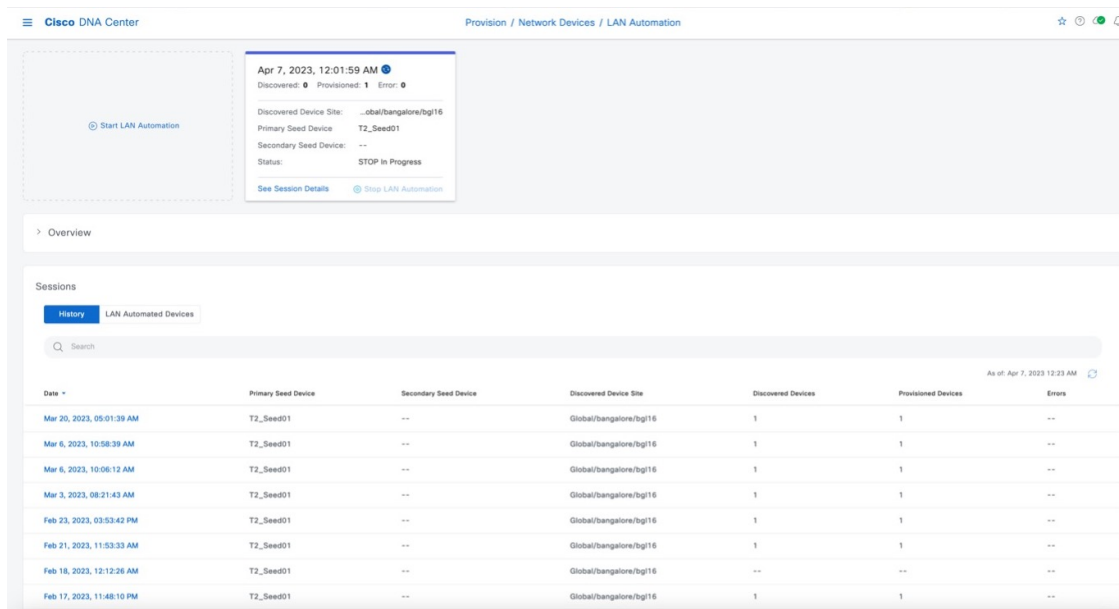 Cisco DNA Center
Provision / Network Devices / LAN Automation
Start LAN Automation
Apr 7, 2023, 12:01:59 AM
Discovered: 0 Provisioned: 1 Error: 0
Discovered Device Site: ...obal/bangalore/bgl16
Primary Seed Device T2_Seed01
Secondary Seed Device: --
Status: STOP In Progress
See Session Details Stop LAN Automation
Overview
Sessions
History LAN Automated Devices
Search
As of: Apr 7, 2023 12:23 AM
Date Primary Seed Device Secondary Seed Device Discovered Device Site Discovered Devices Provisioned Devices Errors
Mar 20, 2023, 05:01:39 AM T2_Seed01 -- Global/bangalore/bgl16 1 1 --
Mar 6, 2023, 10:58:39 AM T2_Seed01 -- Global/bangalore/bgl16 1 1 --
Mar 6, 2023, 10:06:12 AM T2_Seed01 -- Global/bangalore/bgl16 1 1 --
Mar 3, 2023, 08:21:43 AM T2_Seed01 -- Global/bangalore/bgl16 1 1 --
Feb 23, 2023, 03:53:42 PM T2_Seed01 -- Global/bangalore/bgl16 1 1 --
Feb 21, 2023, 11:53:33 AM T2_Seed01 -- Global/bangalore/bgl16 1 1 --
Feb 18, 2023, 12:12:26 AM T2_Seed01 -- Global/bangalore/bgl16 -- -- --
Feb 17, 2023, 11:48:10 PM T2_Seed01 -- Global/bangalore/bgl16 1 1 --